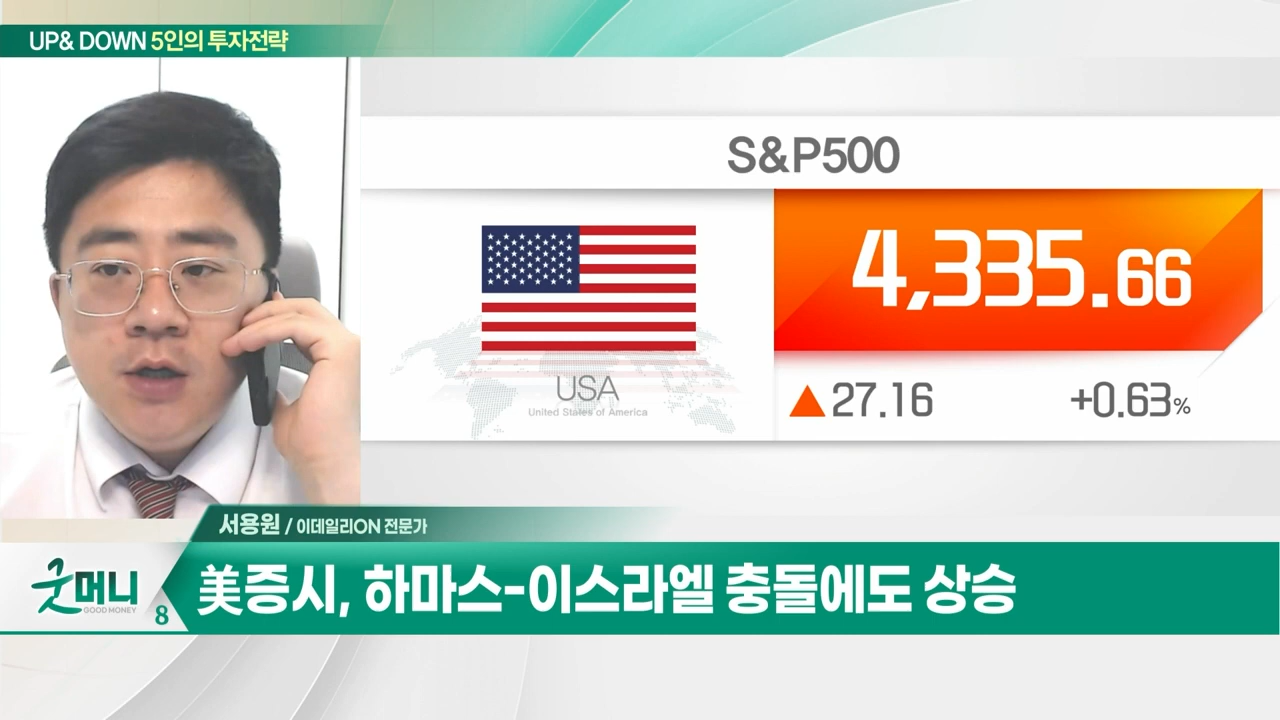 UP& DOWN 5인의 투자전략
S&P500
4,335.66
USA
United States of America
▲27.16 +0.63%
서용원 / 이데일리ON 전문가
굿머니
GOOD MONEY
8
美증시, 하마스-이스라엘 충돌에도 상승